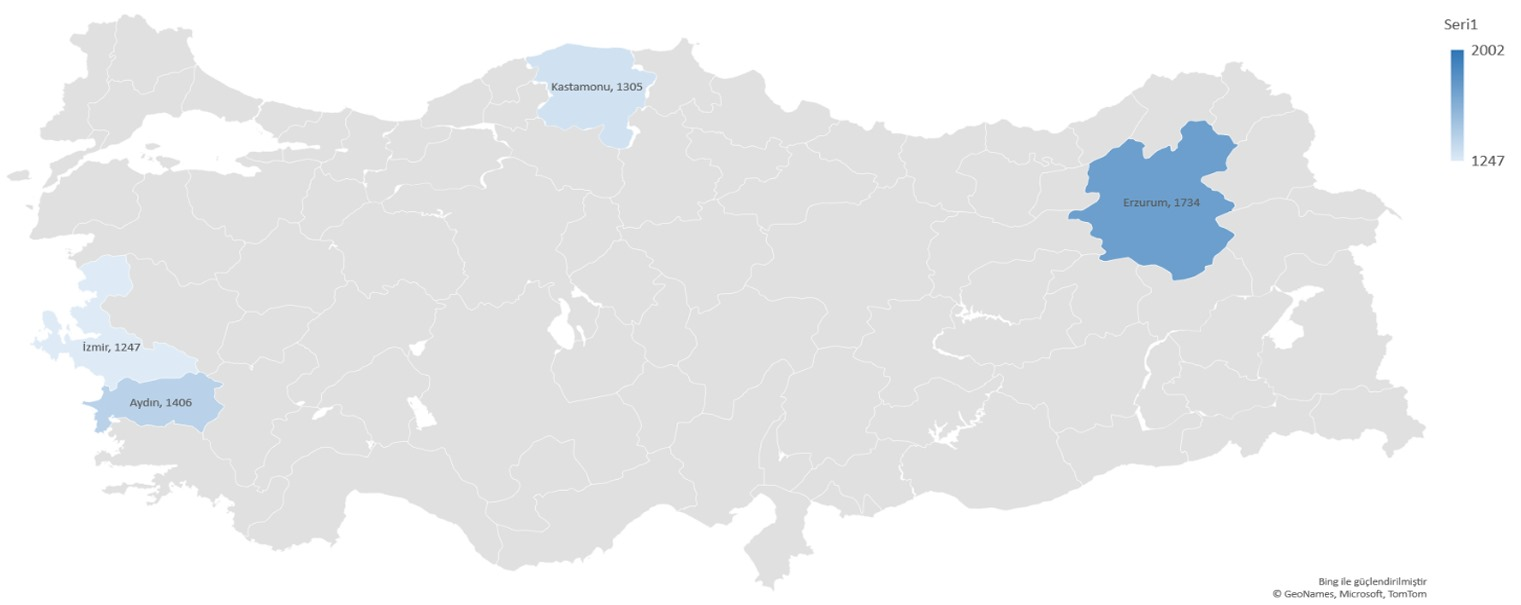 Seri1
2002
1247
Kastamonu, 1305
Erzurum, 1734
İzmir, 1247
Aydın, 1406
Bing ile güçlendirilmiştir
© GeoNames, Microsoft, TomTom